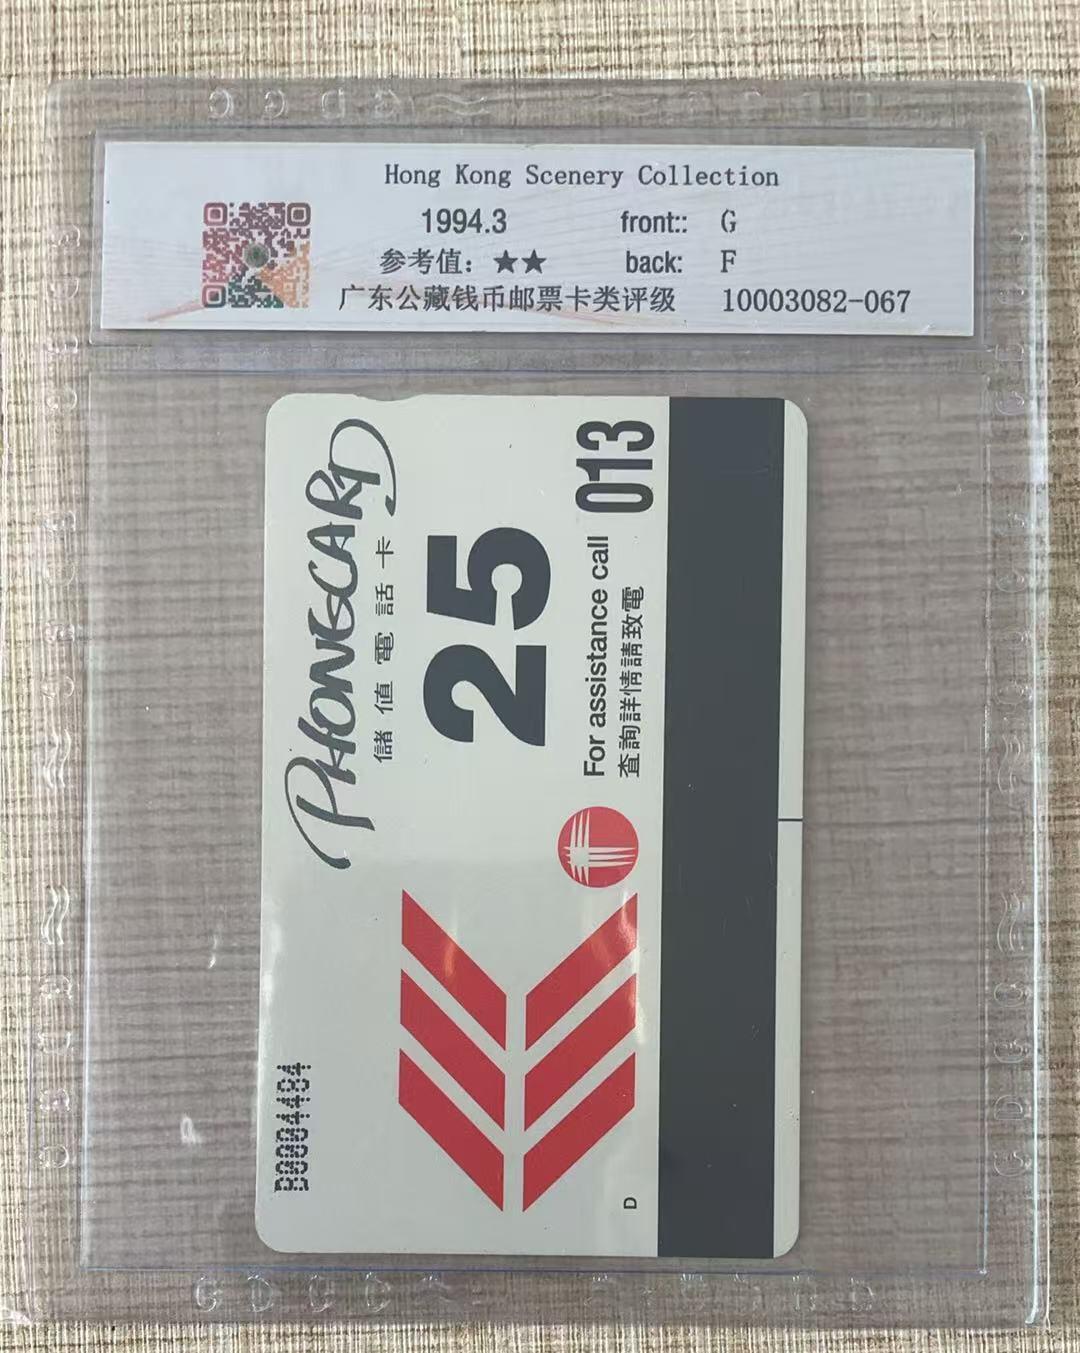 Hong Kong Scenery Collection
1994.3 front:: G
参考值: ★★ back: F
广东公藏钱币邮票卡类评级 10003082-067
PHONECARD
儲值電話卡
25
For assistance call 013
查詢詳情請致電
D